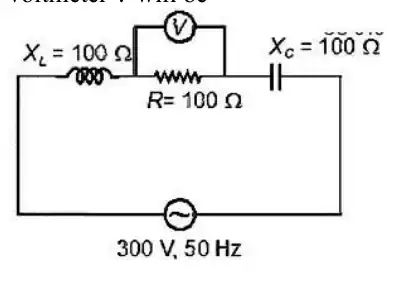 voltmeter V will be
V
X_L = 100 Ω
X_C = 100 Ω
R= 100 Ω
300 V, 50 Hz